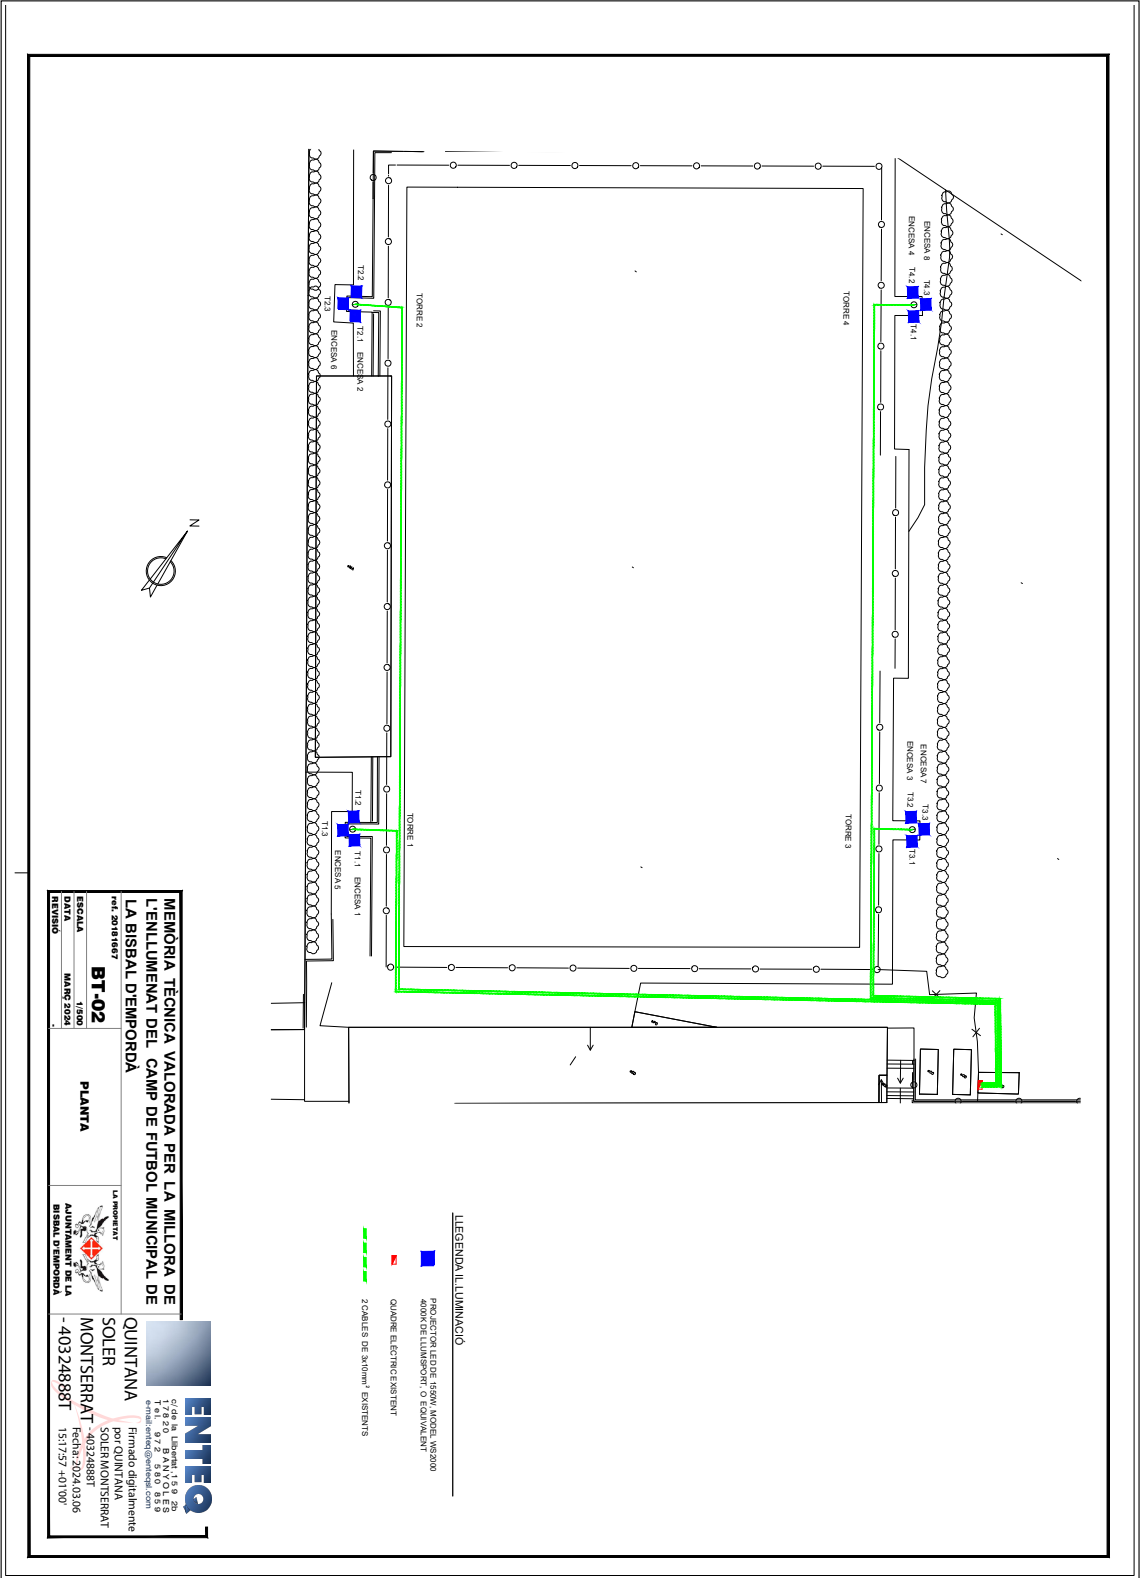 ENCESA 8
ENCESA 4
T4.3
T4.2
T4.1
TORRE 4
TORRE 2
T2.2
T2.3
T2.1
ENCESA 2
ENCESA 6
ENCESA 7
ENCESA 3
T3.3
T3.2
T3.1
TORRE 3
TORRE 1
T1.2
T1.3
T1.1
ENCESA 1
ENCESA 5
N
LLEGENDA IL.LUMINACIÓ
PROJECTOR LED DE 1550W, MODEL WS2000
4000K DE LLUMSPORT, O EQUIVALENT
QUADRE ELÈCTRIC EXISTENT
2 CABLES DE 3x10mm² EXISTENTS
MEMÒRIA TÈCNICA VALORADA PER LA MILLORA DE
L'ENLLUMENAT DEL CAMP DE FUTBOL MUNICIPAL DE
LA BISBAL D'EMPORDÀ
ref. 20181667
BT-02
ESCALA 1/500
DATA MARÇ 2024
REVISIÓ .
PLANTA
LA PROPIETAT
AJUNTAMENT DE LA
BISBAL D'EMPORDÀ
ENTEQ
c/ de la Llibertat, 159 2b
17820 BANYOLES
Tel. 972 580 859
e-mail:enteq@enteqsl.com
QUINTANA
SOLER
MONTSERRAT
- 40324888T
Firmado digitalmente
por QUINTANA
SOLER MONTSERRAT
- 40324888T
Fecha: 2024.03.06
15:17:57 +01'00'